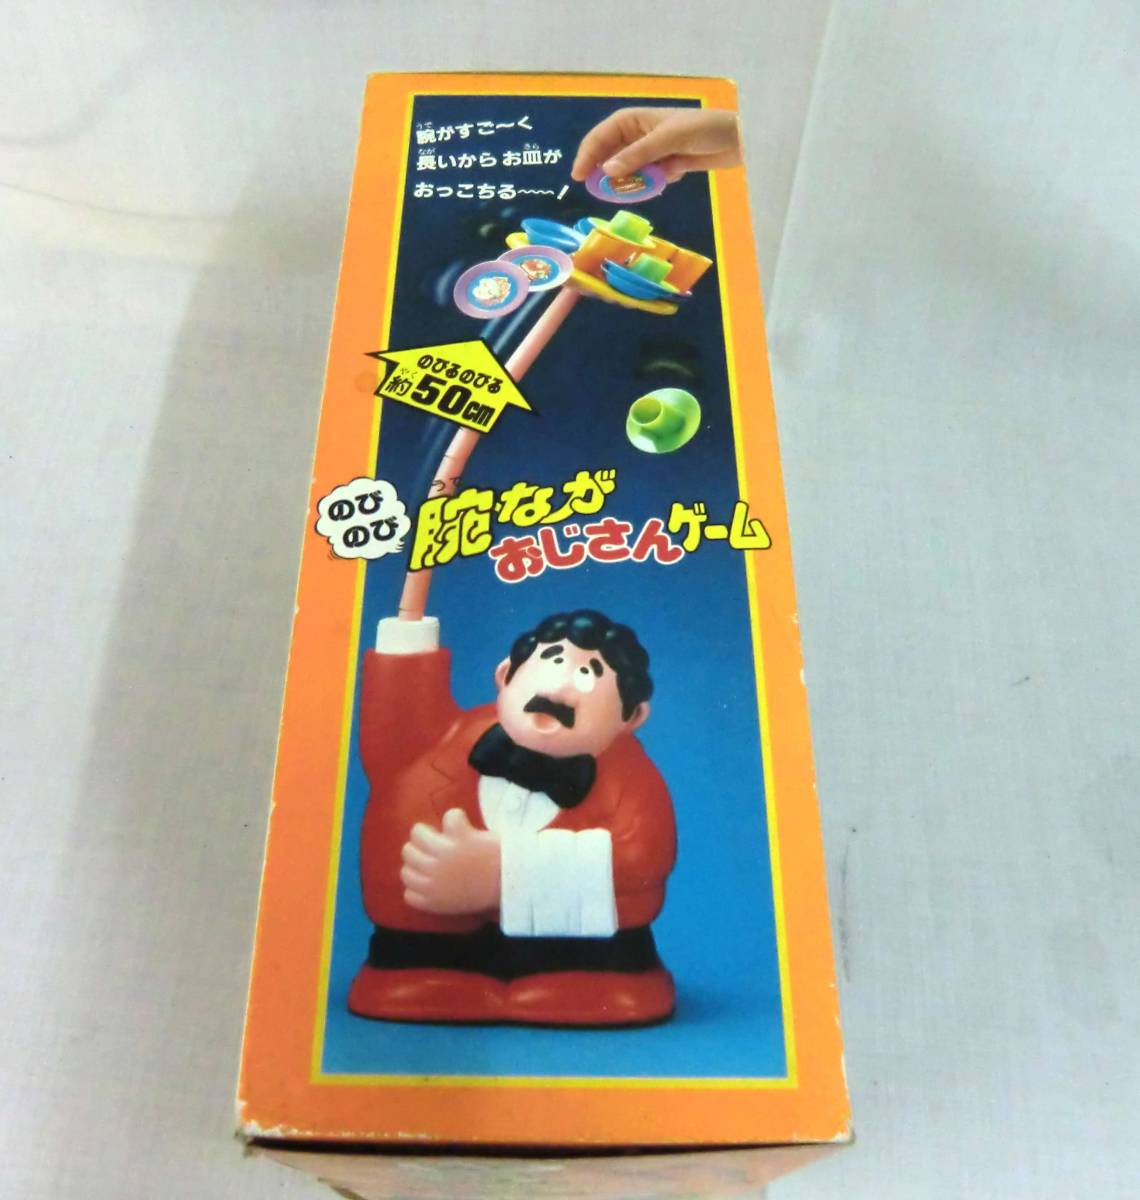 腕がすご〜く
長いから お皿が
おっこちる〜〜!
のびるのびる
約50cm
のび
のび
腕なが
おじさんゲーム